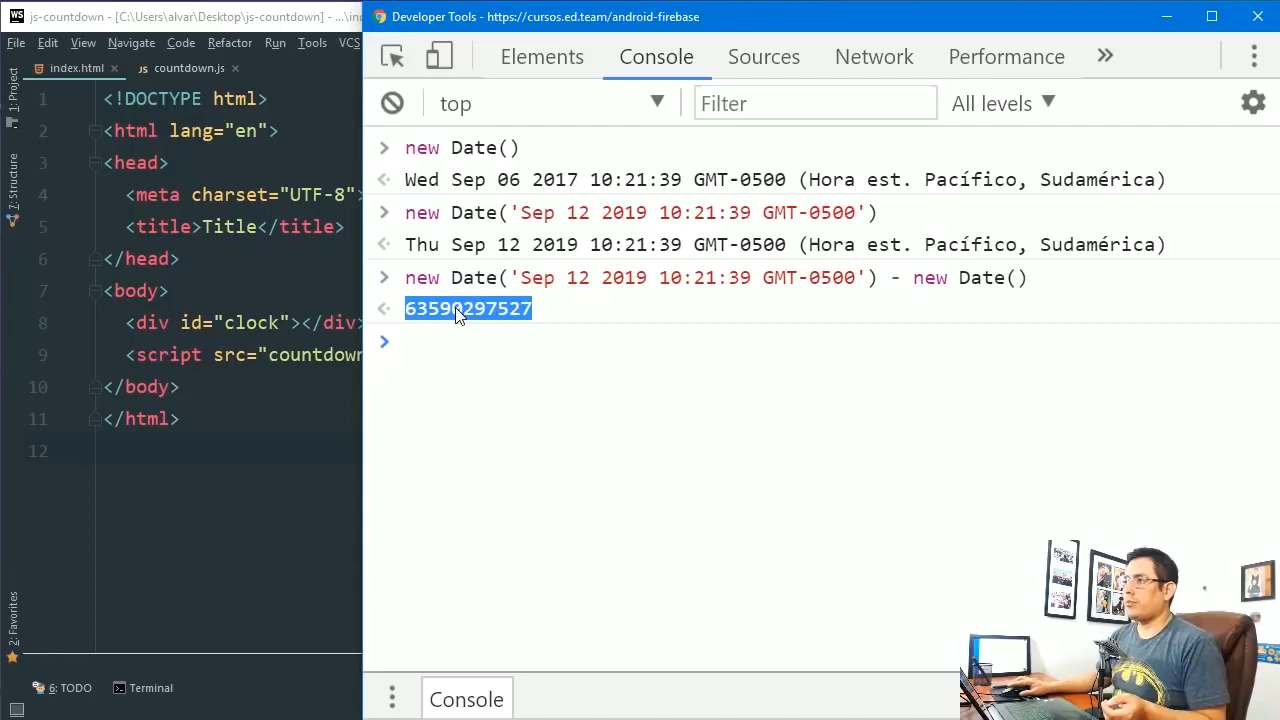 js-countdown - [C:\Users\alvar\Desktop\js-countdown] - ...\in
File Edit View Navigate Code Refactor Run Tools VCS
index.html
countdown.js
1: Project
7: Structure
2: Favorites
1 <!DOCTYPE html>
2 <html lang="en">
3 <head>
4 <meta charset="UTF-8"
5 <title>Title</title>
6 </head>
7 <body>
8 <div id="clock"></div>
9 <script src="countdow
10 </body>
11 </html>
12
6: TODO
Terminal
Developer Tools - https://cursos.ed.team/android-firebase
Elements Console Sources Network Performance
top
Filter
All levels
new Date()
Wed Sep 06 2017 10:21:39 GMT-0500 (Hora est. Pacífico, Sudamérica)
new Date('Sep 12 2019 10:21:39 GMT-0500')
Thu Sep 12 2019 10:21:39 GMT-0500 (Hora est. Pacífico, Sudamérica)
new Date('Sep 12 2019 10:21:39 GMT-0500') - new Date()
63590297527
Console